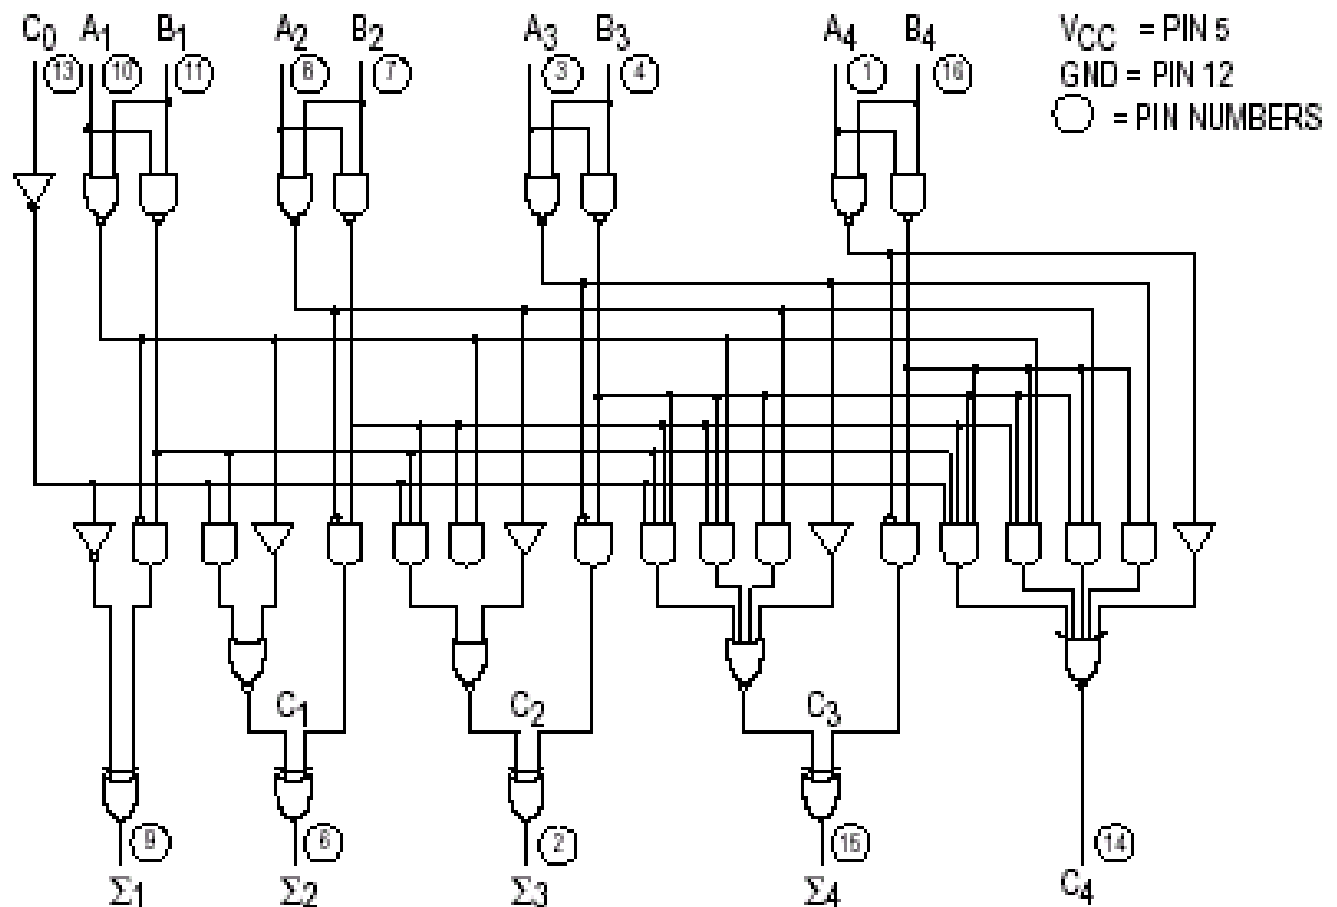 C0 A1 B1 A2 B2 A3 B3 A4 B4
13 10 11 8 7 3 4 1 16
VCC = PIN 5
GND = PIN 12
= PIN NUMBERS
C1 C2 C3
9 6 2 15 14
Σ1 Σ2 Σ3 Σ4 C4